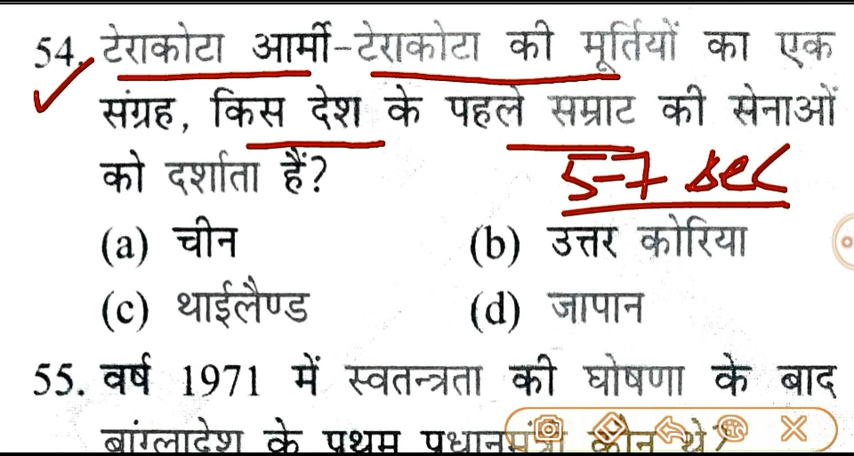 54. टेराकोटा आर्मी-टेराकोटा की मूर्तियों का एक
संग्रह, किस देश के पहले सम्राट की सेनाओं
को दर्शाता हैं?
5-7 sec
(a) चीन (b) उत्तर कोरिया
(c) थाईलैण्ड (d) जापान
55. वर्ष 1971 में स्वतन्त्रता की घोषणा के बाद
बांग्लादेश के प्रथम प्रधानमंत्री कौन थे?